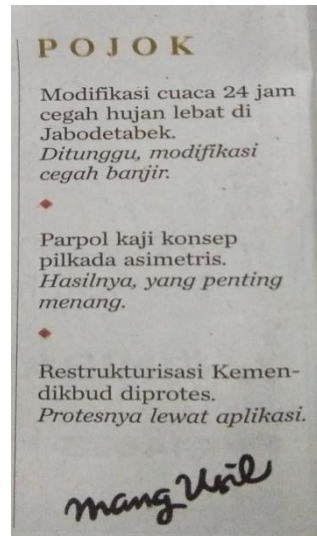 POJOK
Modifikasi cuaca 24 jam
cegah hujan lebat di
Jabodetabek.
Ditunggu, modifikasi
cegah banjir.
Parpol kaji konsep
pilkada asimetris.
Hasilnya, yang penting
menang.
Restrukturisasi Kemen-
dikbud diprotes.
Protesnya lewat aplikasi.
mang Usil